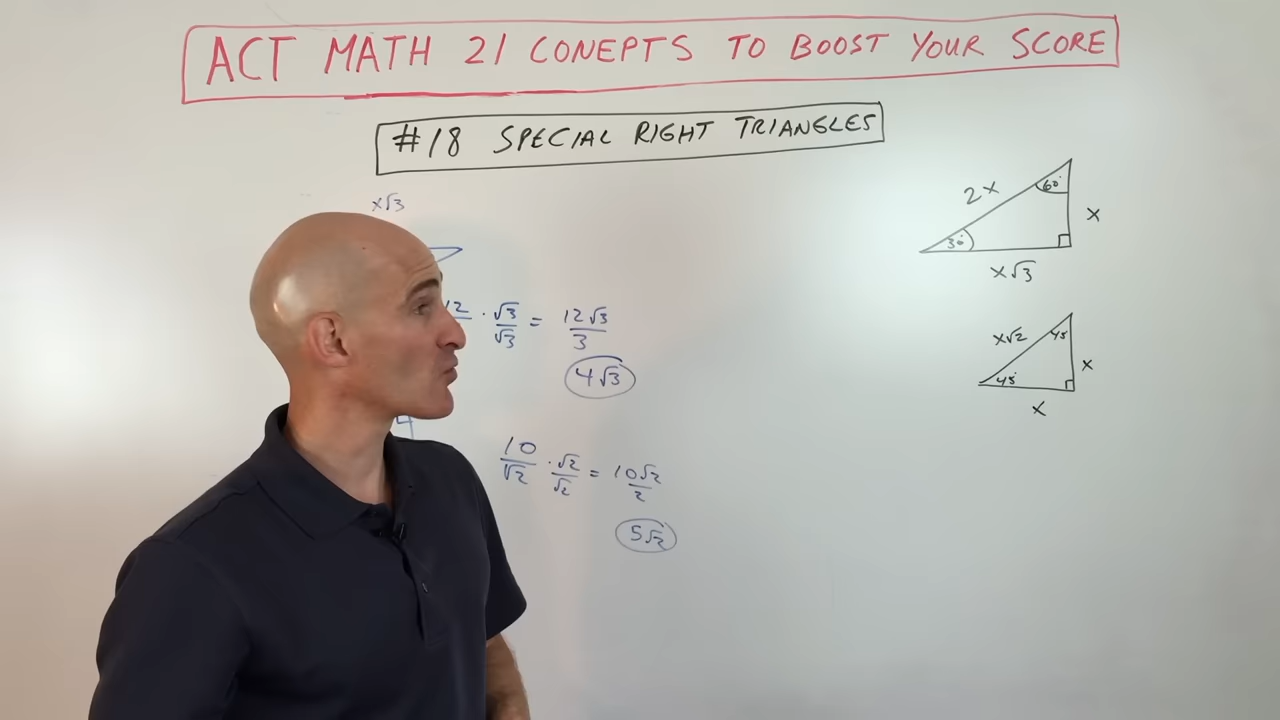 ACT MATH 21 CONEPTS TO BOOST YOUR SCORE
#18 SPECIAL RIGHT TRIANGLES
x√3
12 · √3/√3 = 12√3/3
4√3
10/√2 · √2/√2 = 10√2/2
5√2
2x
60°
x
30°
x√3
x√2
45
x
45°
x